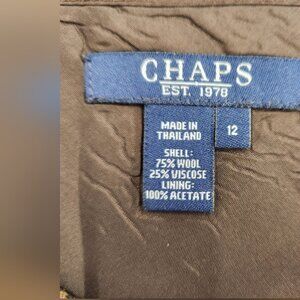 CHAPS
EST. 1978
MADE IN
THAILAND
12
SHELL:
75% WOOL
25% VISCOSE
LINING:
100% ACETATE